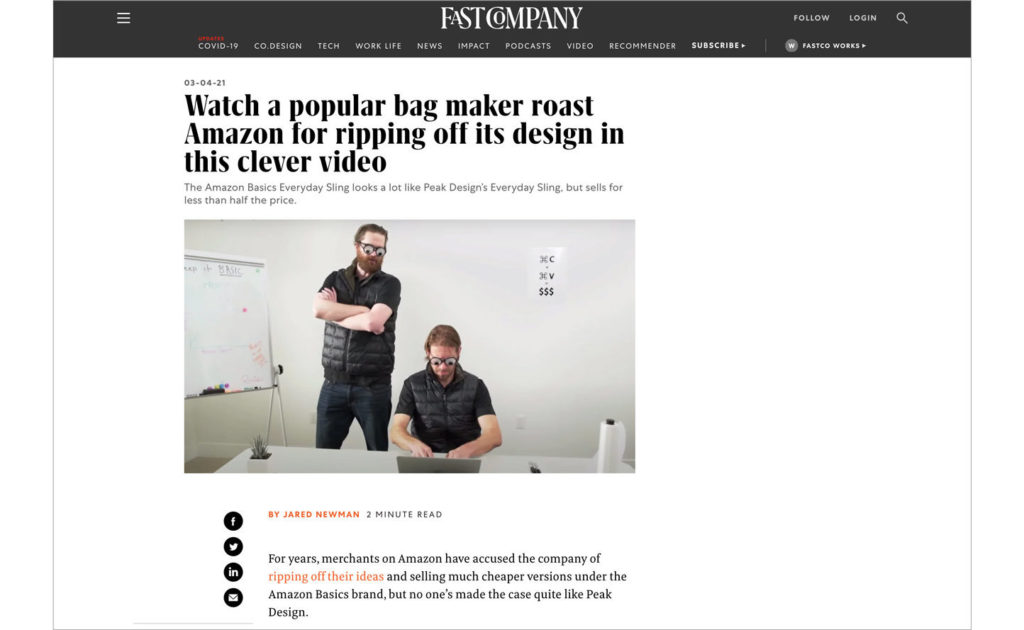 FAST COMPANY
FOLLOW LOGIN
UPDATES
COVID-19 CO.DESIGN TECH WORK LIFE NEWS IMPACT PODCASTS VIDEO RECOMMENDER SUBSCRIBE W FASTCO WORKS
03-04-21
Watch a popular bag maker roast
Amazon for ripping off its design in
this clever video
The Amazon Basics Everyday Sling looks a lot like Peak Design's Everyday Sling, but sells for
less than half the price.
BASIC
⌘C
+
⌘V
=
$$$
BY JARED NEWMAN 2 MINUTE READ
f
in
For years, merchants on Amazon have accused the company of
ripping off their ideas and selling much cheaper versions under the
Amazon Basics brand, but no one's made the case quite like Peak
Design.